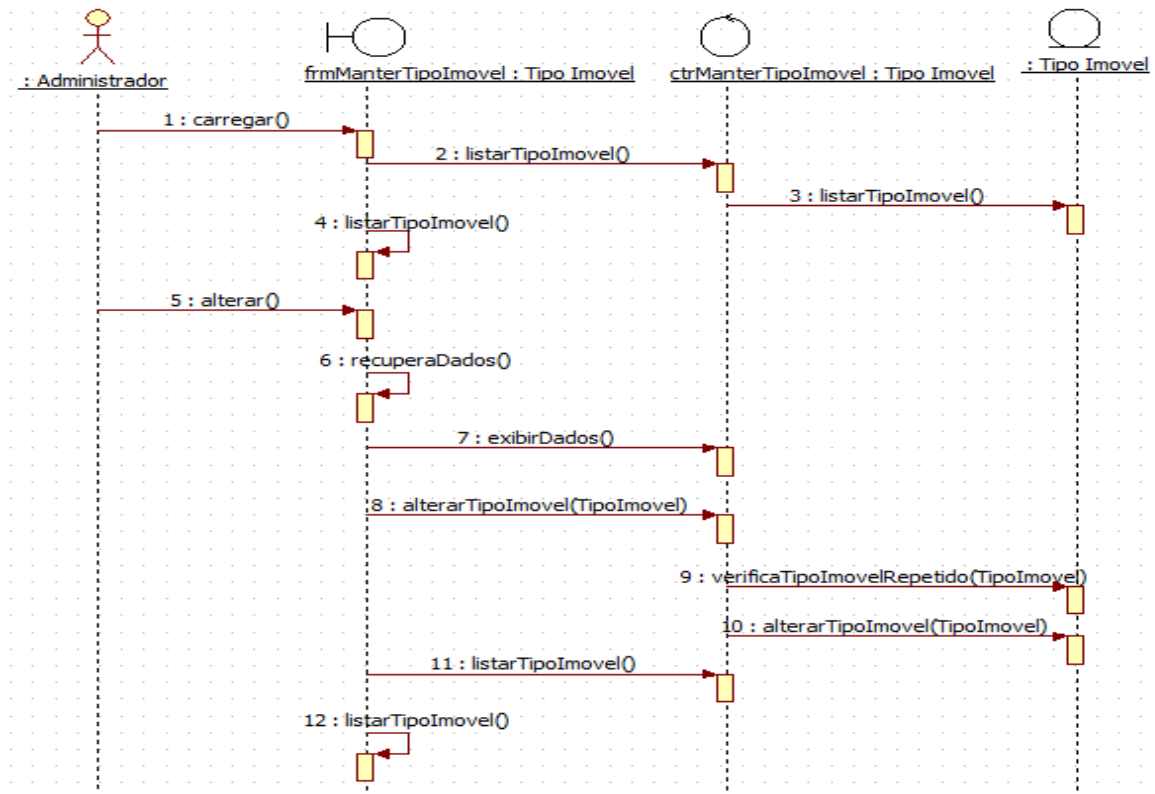 : Administrador
frmManterTipoImovel : Tipo Imovel
ctrManterTipoImovel : Tipo Imovel
: Tipo Imovel
1 : carregar()
2 : listarTipoImovel()
3 : listarTipoImovel()
4 : listarTipoImovel()
5 : alterar()
6 : recuperaDados()
7 : exibirDados()
8 : alterarTipoImovel(TipoImovel)
9 : verificaTipoImovelRepetido(TipoImovel)
10 : alterarTipoImovel(TipoImovel)
11 : listarTipoImovel()
12 : listarTipoImovel()